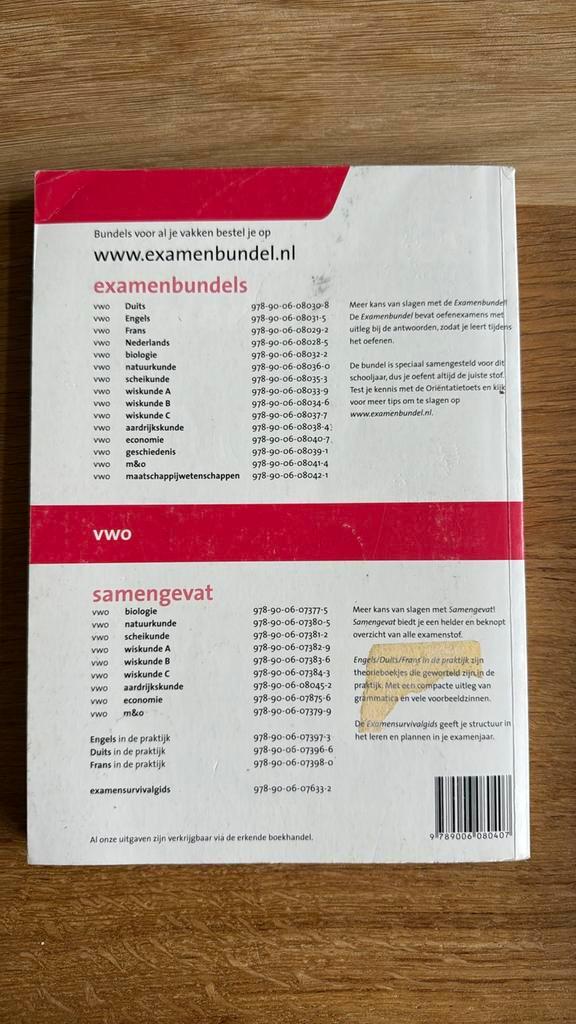 Bundels voor al je vakken bestel je op
www.examenbundel.nl
examenbundels
vwo Duits 978-90-06-08030-8
vwo Engels 978-90-06-08031-5
vwo Frans 978-90-06-08029-2
vwo Nederlands 978-90-06-08028-5
vwo biologie 978-90-06-08032-2
vwo natuurkunde 978-90-06-08036-0
vwo scheikunde 978-90-06-08035-3
vwo wiskunde A 978-90-06-08033-9
vwo wiskunde B 978-90-06-08034-6
vwo wiskunde C 978-90-06-08037-7
vwo aardrijkskunde 978-90-06-08038-4
vwo economie 978-90-06-08040-7
vwo geschiedenis 978-90-06-08039-1
vwo m&o 978-90-06-08041-4
vwo maatschappijwetenschappen 978-90-06-08042-1
Meer kans van slagen met de Examenbundel!
De Examenbundel bevat oefenexamens met
uitleg bij de antwoorden, zodat je leert tijdens
het oefenen.
De bundel is speciaal samengesteld voor dit
schooljaar, dus je oefent altijd de juiste stof.
Test je kennis met de Oriëntatietoets en kijk
voor meer tips om te slagen op
www.examenbundel.nl.
vwo
samengevat
vwo biologie 978-90-06-07377-5
vwo natuurkunde 978-90-06-07380-5
vwo scheikunde 978-90-06-07381-2
vwo wiskunde A 978-90-06-07382-9
vwo wiskunde B 978-90-06-07383-6
vwo wiskunde C 978-90-06-07384-3
vwo aardrijkskunde 978-90-06-08045-2
vwo economie 978-90-06-07875-6
vwo m&o 978-90-06-07379-9
Engels in de praktijk 978-90-06-07397-3
Duits in de praktijk 978-90-06-07396-6
Frans in de praktijk 978-90-06-07398-0
examensurvivalgids 978-90-06-07633-2
Meer kans van slagen met Samengevat!
Samengevat biedt je een helder en beknopt
overzicht van alle examenstof.
Engels/Duits/Frans in de praktijk zijn
theorieboekjes die geworteld zijn in de
praktijk. Met een compacte uitleg van
grammatica en vele voorbeeldzinnen.
De Examensurvivalgids geeft je structuur in
het leren en plannen in je examenjaar.
Al onze uitgaven zijn verkrijgbaar via de erkende boekhandel.
9 789006 080407